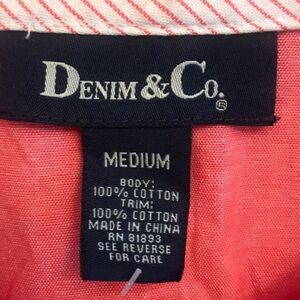 DENIM & CO.®
MEDIUM
BODY:
100% COTTON
TRIM:
100% COTTON
MADE IN CHINA
RN 81893
SEE REVERSE
FOR CARE